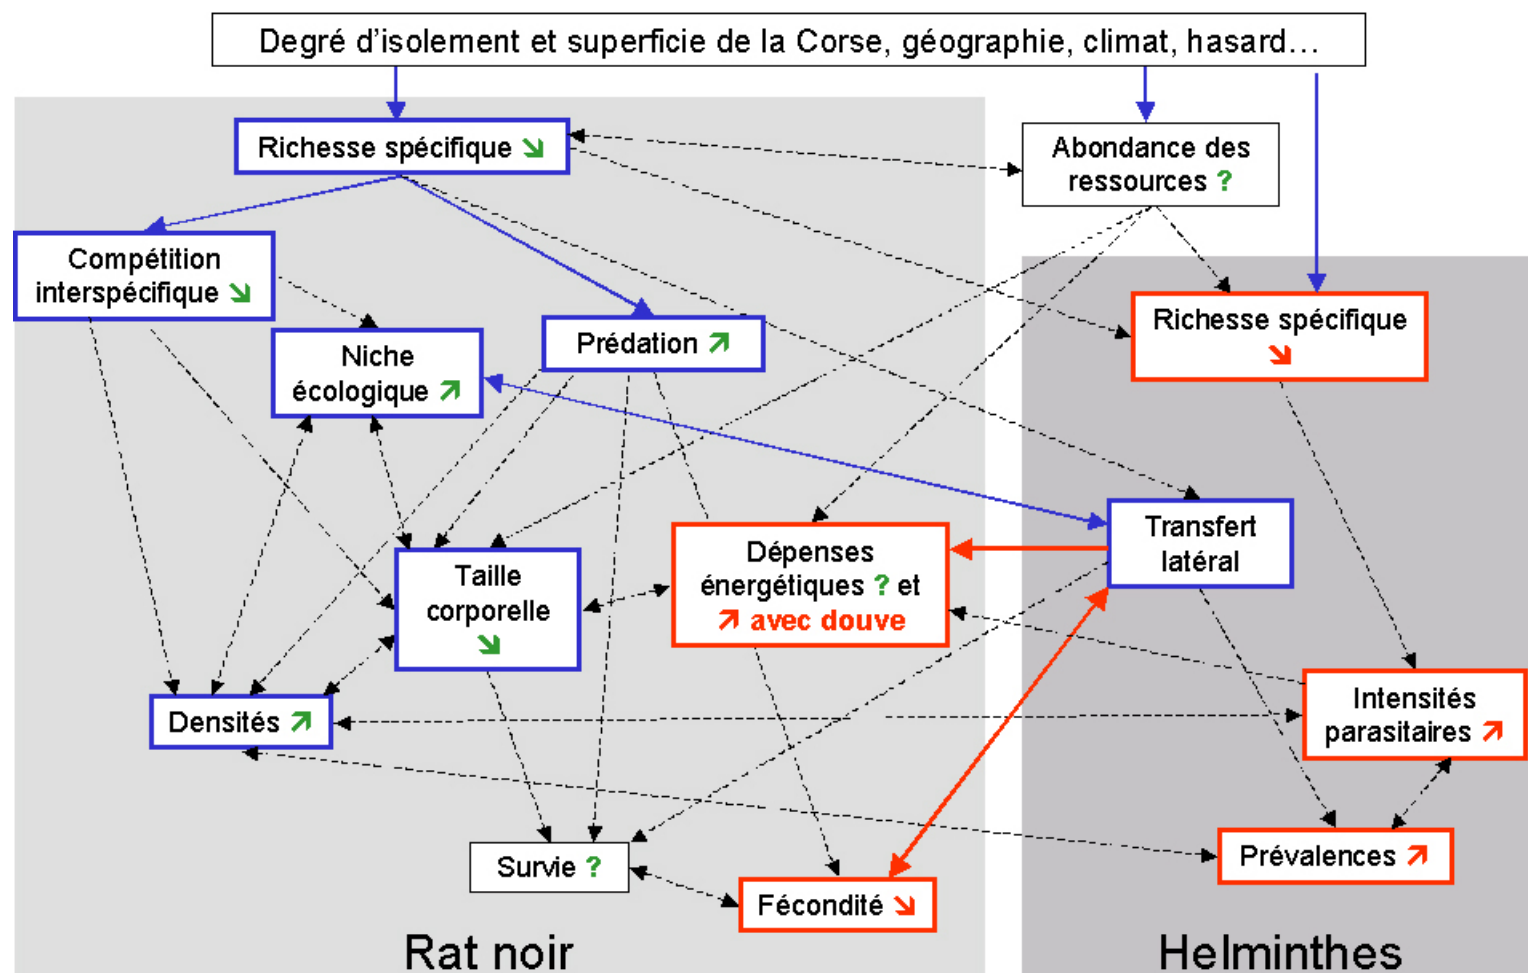 Degré d’isolement et superficie de la Corse, géographie, climat, hasard…
Richesse spécifique ↘
Abondance des
ressources ?
Compétition
interspécifique ↘
Richesse spécifique
↘
Niche
écologique ↗
Prédation ↗
Transfert
latéral
Dépenses
énergétiques ? et
↗ avec douve
Taille
corporelle
↘
Densités ↗
Intensités
parasitaires ↗
Survie ?
Prévalences ↗
Fécondité ↘
Rat noir
Helminthes